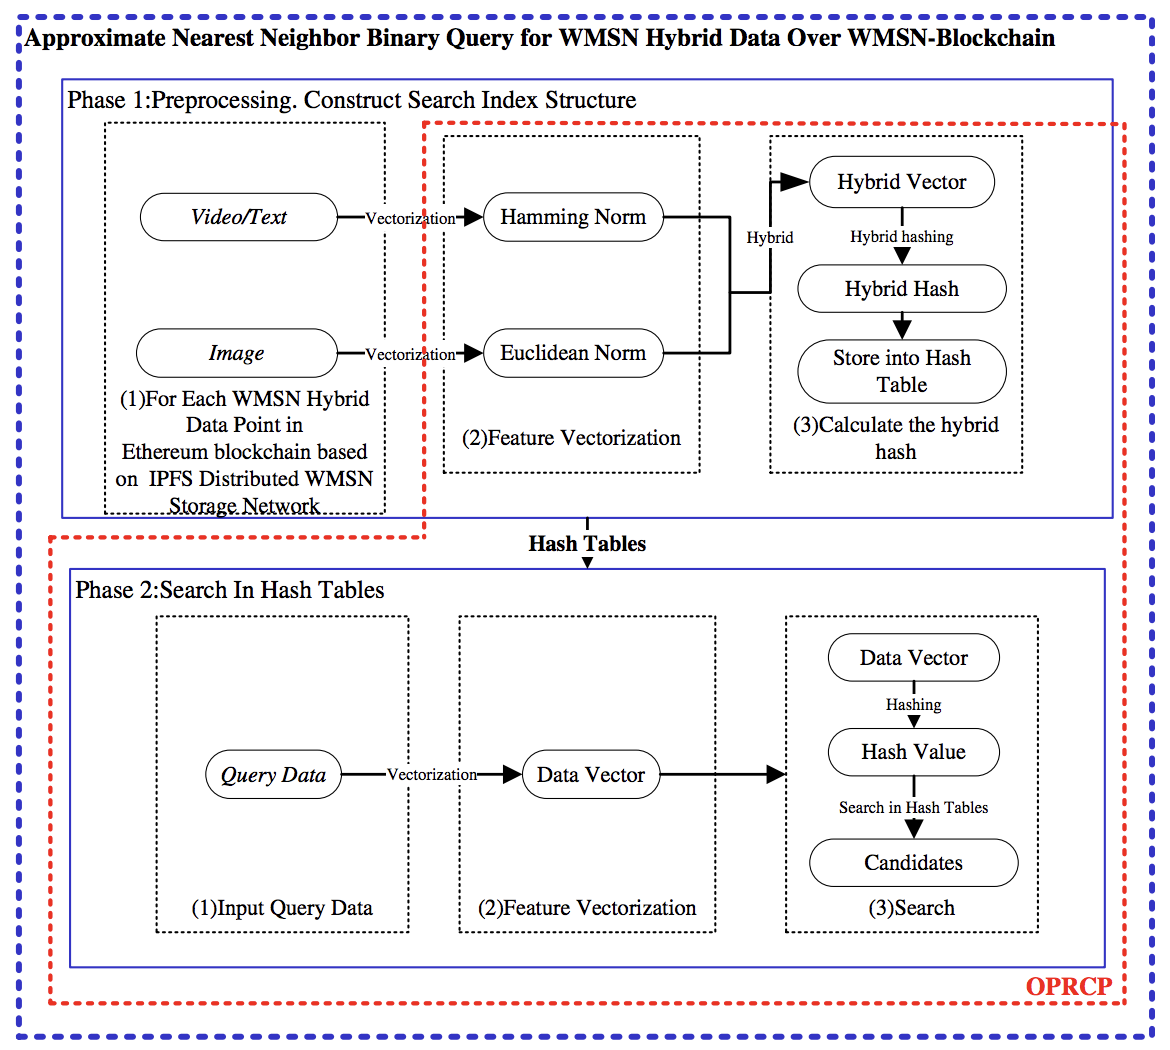 Approximate Nearest Neighbor Binary Query for WMSN Hybrid Data Over WMSN-Blockchain
Phase 1:Preprocessing. Construct Search Index Structure
Video/Text
Vectorization
Hamming Norm
Image
Vectorization
Euclidean Norm
(1)For Each WMSN Hybrid
Data Point in
Ethereum blockchain based
on IPFS Distributed WMSN
Storage Network
(2)Feature Vectorization
Hybrid
Hybrid Vector
Hybrid hashing
Hybrid Hash
Store into Hash
Table
(3)Calculate the hybrid
hash
Hash Tables
Phase 2:Search In Hash Tables
Query Data
Vectorization
Data Vector
(1)Input Query Data
(2)Feature Vectorization
Data Vector
Hashing
Hash Value
Search in Hash Tables
Candidates
(3)Search
OPRCP